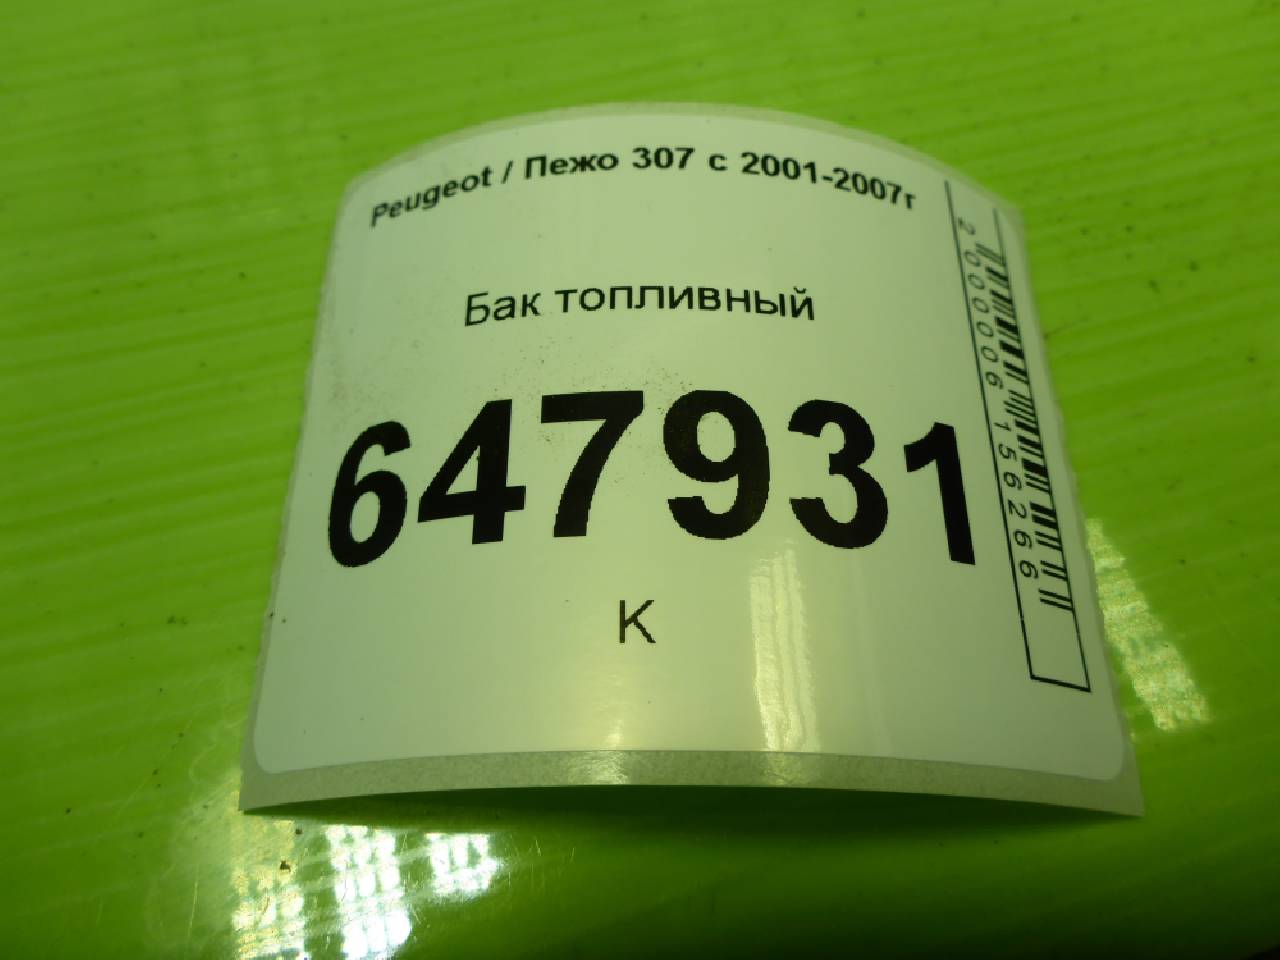 Peugeot / Пежо 307 с 2001-2007г
Бак топливный
647931
К
2000006156266